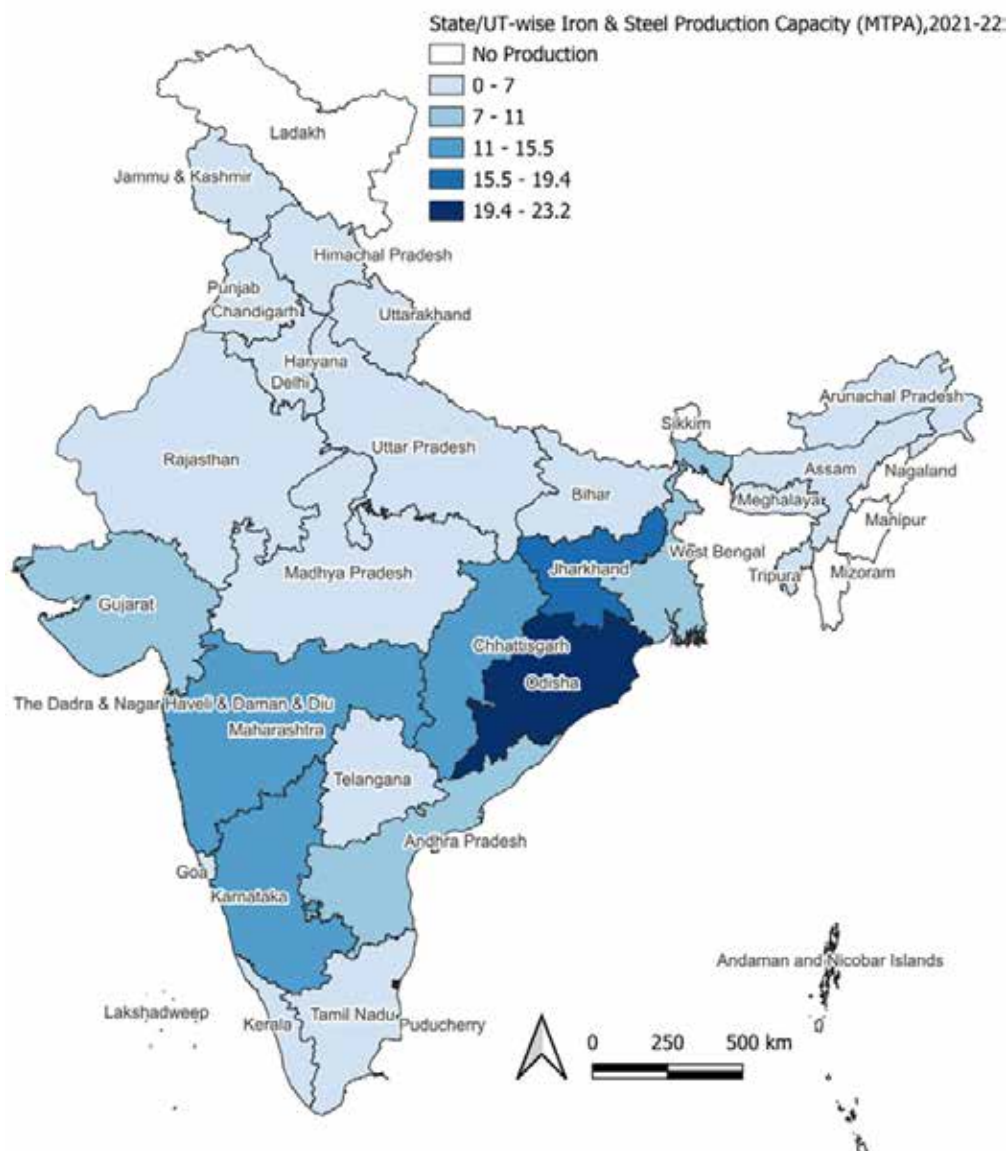 State/UT-wise Iron & Steel Production Capacity (MTPA),2021-22
No Production
0 - 7
7 - 11
11 - 15.5
15.5 - 19.4
19.4 - 23.2
Ladakh
Jammu & Kashmir
Himachal Pradesh
Punjab
Chandigarh
Uttarakhand
Haryana
Delhi
Arunachal Pradesh
Sikkim
Rajasthan
Uttar Pradesh
Assam
Nagaland
Bihar
Meghalaya
Manipur
West Bengal
Jharkhand
Madhya Pradesh
Tripura
Mizoram
Gujarat
Chhattisgarh
Odisha
The Dadra & Nagar Haveli & Daman & Diu
Maharashtra
Telangana
Andhra Pradesh
Goa
Karnataka
Andaman and Nicobar Islands
Lakshadweep
Kerala
Tamil Nadu
Puducherry
0 250 500 km